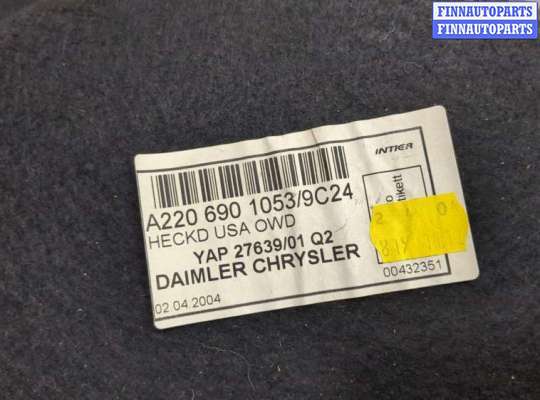 FINNAUTOPARTS
FINNAUTOPARTS
INTIER
A220 690 1053/9C24
HECKD USA OWD
YAP 27639/01 Q2
DAIMLER CHRYSLER
02 04.2004
00432351